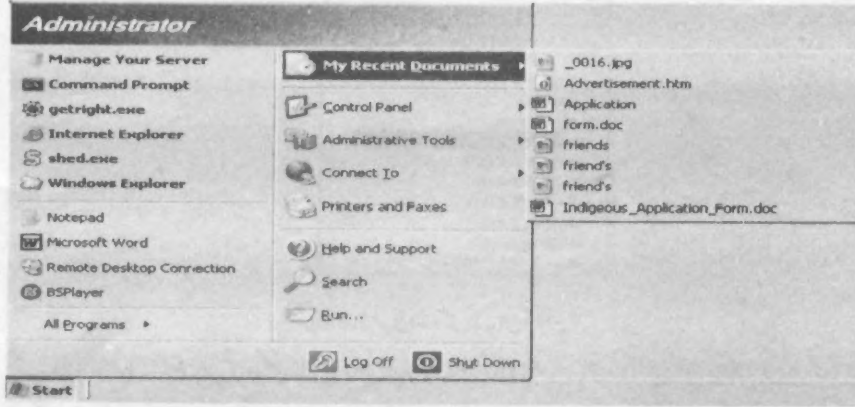 Administrator
Manage Your Server
Command Prompt
getright.exe
Internet Explorer
shed.exe
Windows Explorer
Notepad
Microsoft Word
Remote Desktop Connection
BSPlayer
All Programs
My Recent Documents
Control Panel
Administrative Tools
Connect To
Printers and Faxes
Help and Support
Search
Run...
_0016.jpg
Advertisement.htm
Application
form.doc
friends
friend's
friend's
Indigeous_Application_Form.doc
Log Off
Shut Down
Start